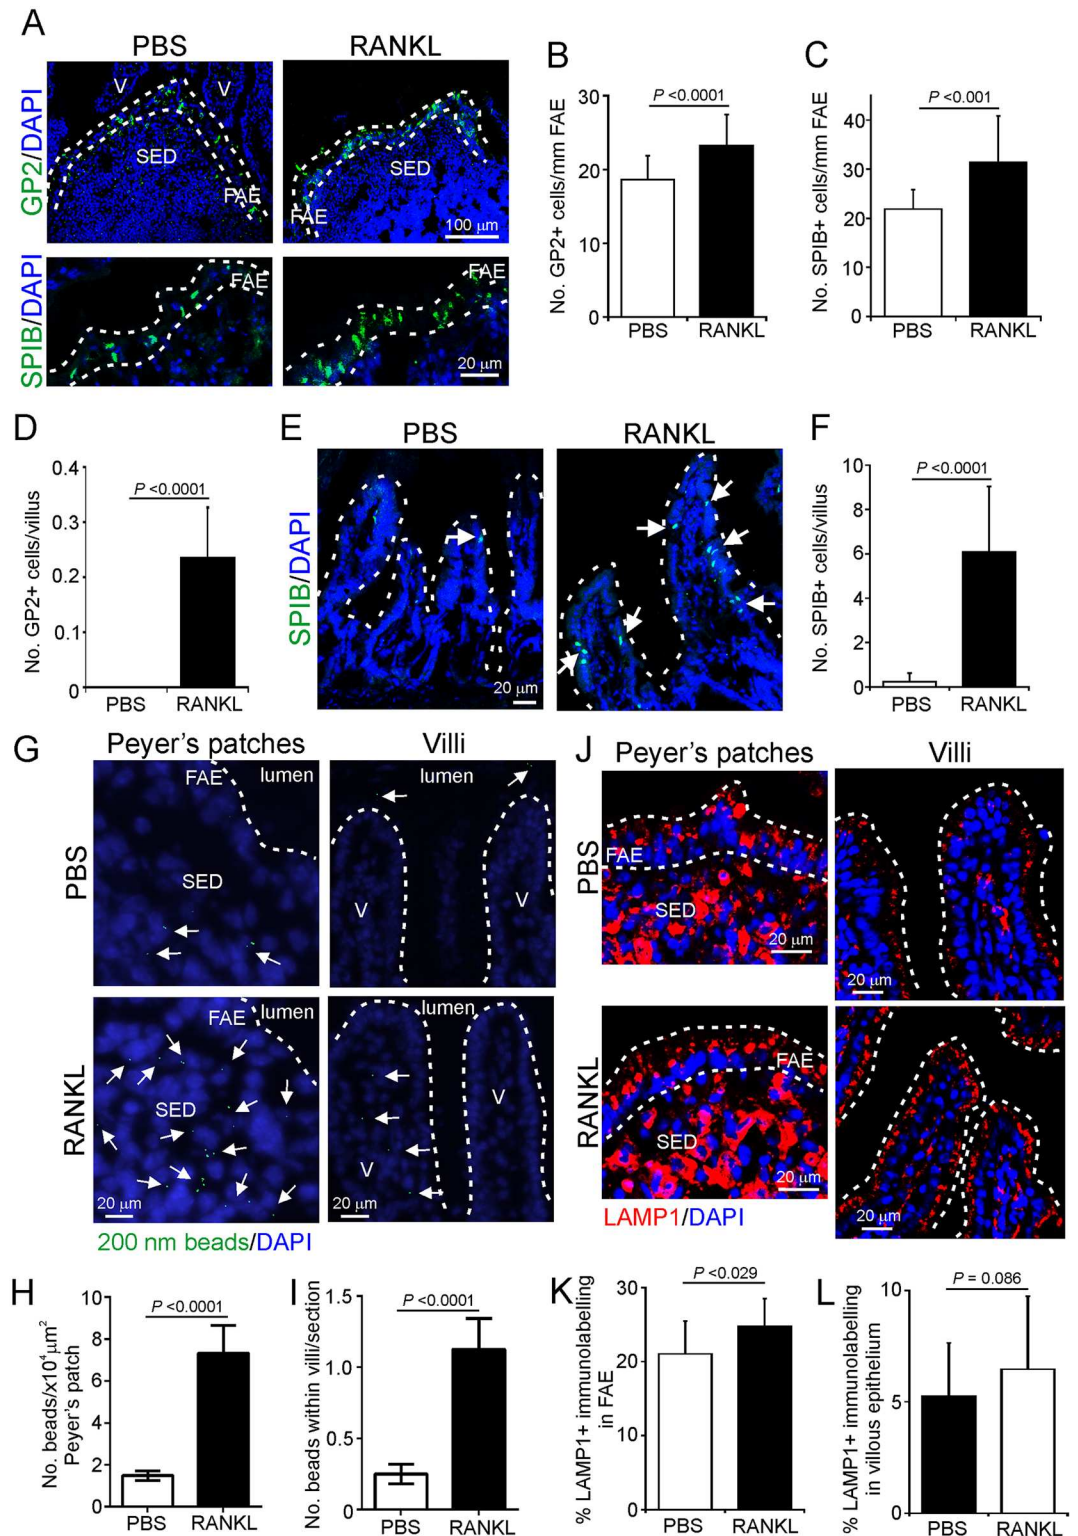 A
PBS
RANKL
GP2/DAPI
V
V
SED
FAE
SED
FAE
100 μm
SPIB/DAPI
FAE
FAE
20 μm
B
No. GP2+ cells/mm FAE
30
20
10
0
P <0.0001
PBS
RANKL
C
No. SPIB+ cells/mm FAE
40
30
20
10
0
P <0.001
PBS
RANKL
D
No. GP2+ cells/villus
0.4
0.3
0.2
0.1
0
P <0.0001
PBS
RANKL
E
PBS
RANKL
SPIB/DAPI
20 μm
20 μm
F
No. SPIB+ cells/villus
10
8
6
4
2
0
P <0.0001
PBS
RANKL
G
Peyer's patches
Villi
PBS
FAE
lumen
SED
lumen
V
V
RANKL
FAE
lumen
SED
20 μm
lumen
V
V
20 μm
200 nm beads/DAPI
J
Peyer's patches
Villi
PBS
FAE
SED
20 μm
20 μm
RANKL
FAE
SED
20 μm
20 μm
LAMP1/DAPI
H
No. beads/x10⁴μm²
Peyer's patch
10
8
6
4
2
0
P <0.0001
PBS
RANKL
I
No. beads within villi/section
1.5
1.0
0.5
0
P <0.0001
PBS
RANKL
K
% LAMP1+ immunolabelling
in FAE
30
20
10
0
P <0.029
PBS
RANKL
L
% LAMP1+ immunolabelling
in villous epithelium
10
5
0
P = 0.086
PBS
RANKL